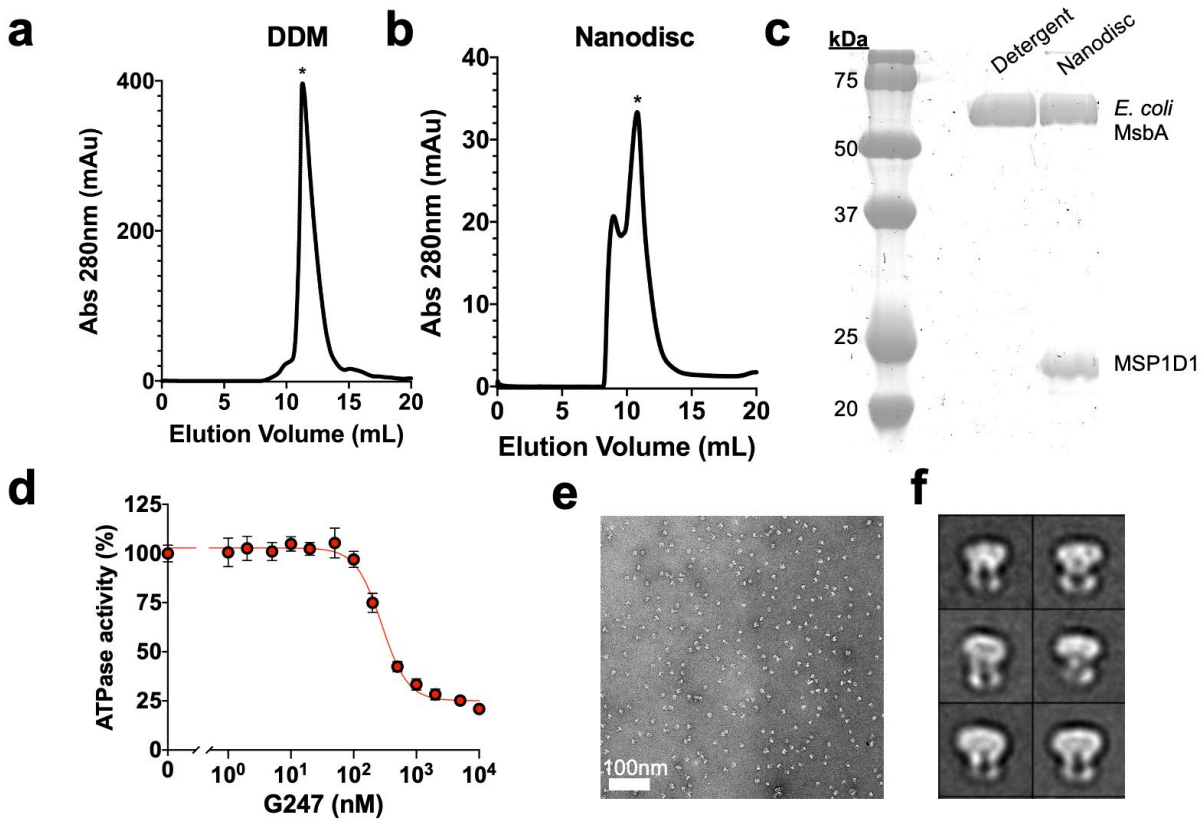 a
DDM
*
400
200
0
0 5 10 15 20
Abs 280nm (mAu)
Elution Volume (mL)
b
Nanodisc
*
40
30
20
10
0
0 5 10 15 20
Abs 280nm (mAu)
Elution Volume (mL)
c
kDa
75
50
37
25
20
Detergent
Nanodisc
E. coli
MsbA
MSP1D1
d
125
100
75
50
25
0
0 10⁰ 10¹ 10² 10³ 10⁴
ATPase activity (%)
G247 (nM)
e
100nm
f